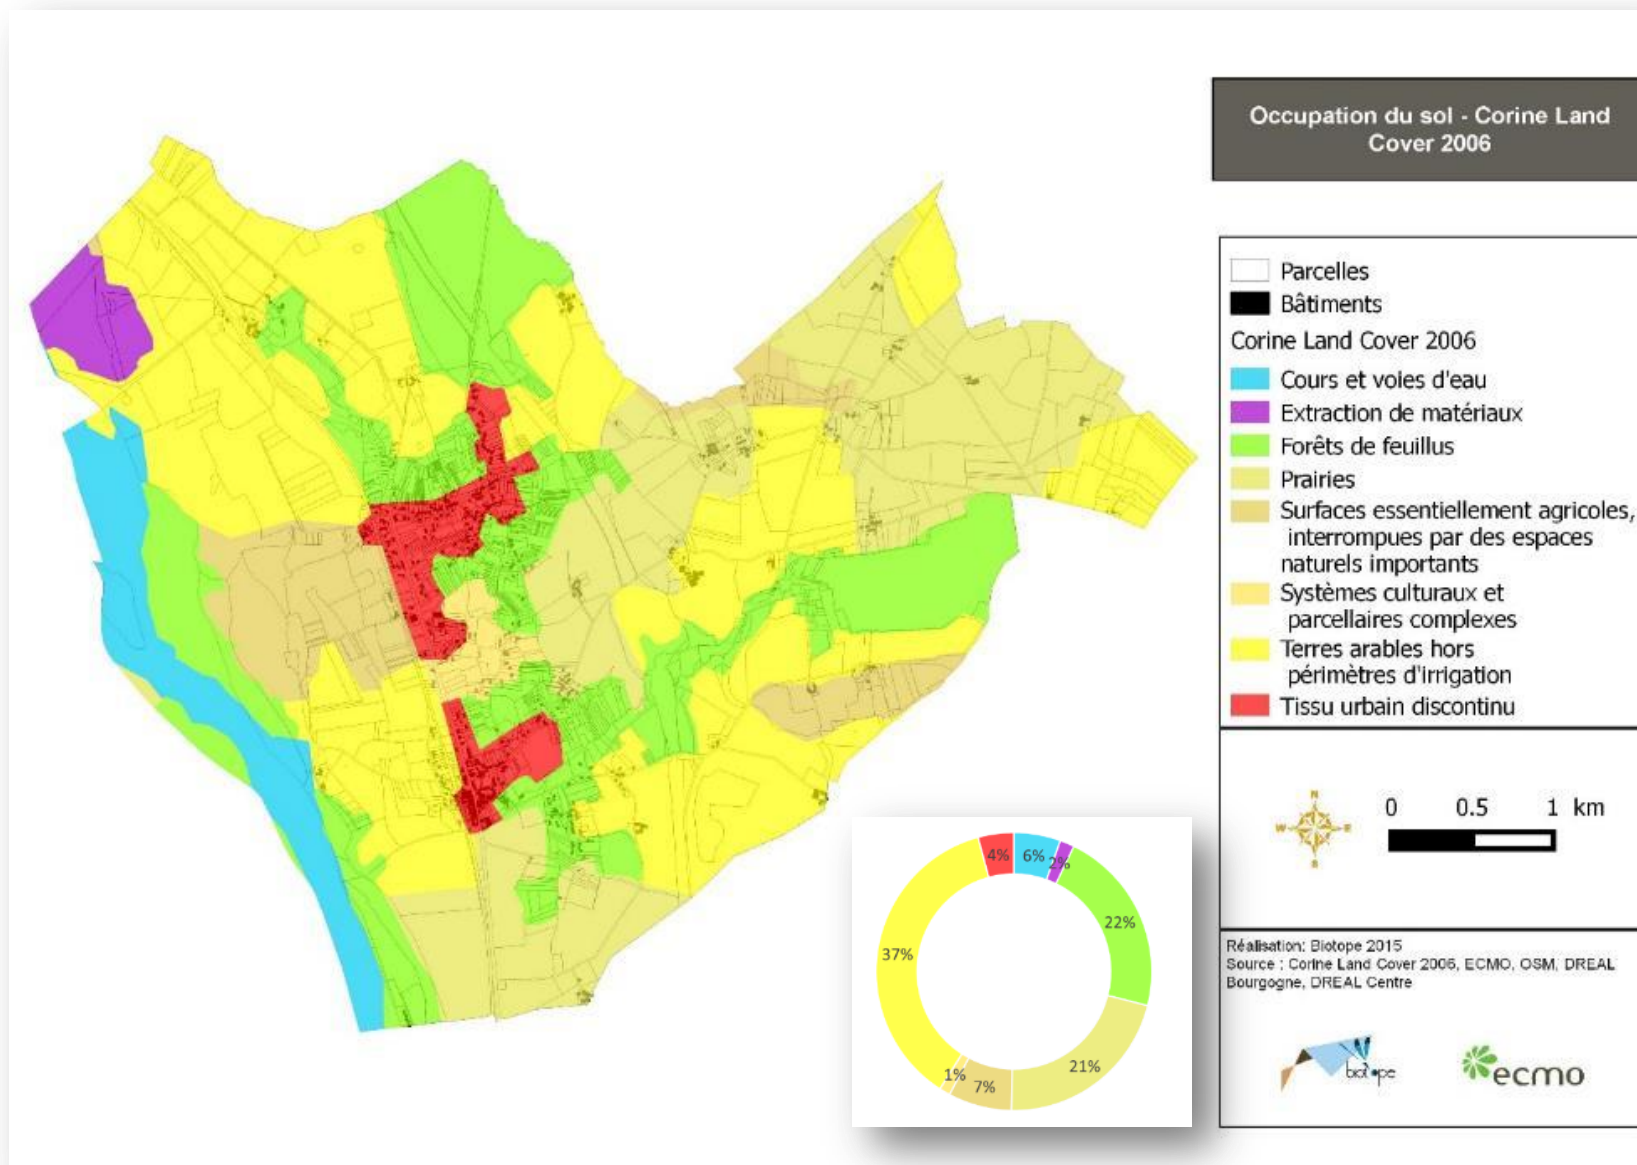 Occupation du sol - Corine Land
Cover 2006
Parcelles
Bâtiments
Corine Land Cover 2006
Cours et voies d'eau
Extraction de matériaux
Forêts de feuillus
Prairies
Surfaces essentiellement agricoles,
interrompues par des espaces
naturels importants
Systèmes culturaux et
parcellaires complexes
Terres arables hors
périmètres d'irrigation
Tissu urbain discontinu
N
W
E
S
0 0.5 1 km
4%
6%
2%
22%
37%
21%
1%
7%
Réalisation: Biotope 2015
Source : Corine Land Cover 2006, ECMO, OSM, DREAL
Bourgogne, DREAL Centre
biotope
ecmo